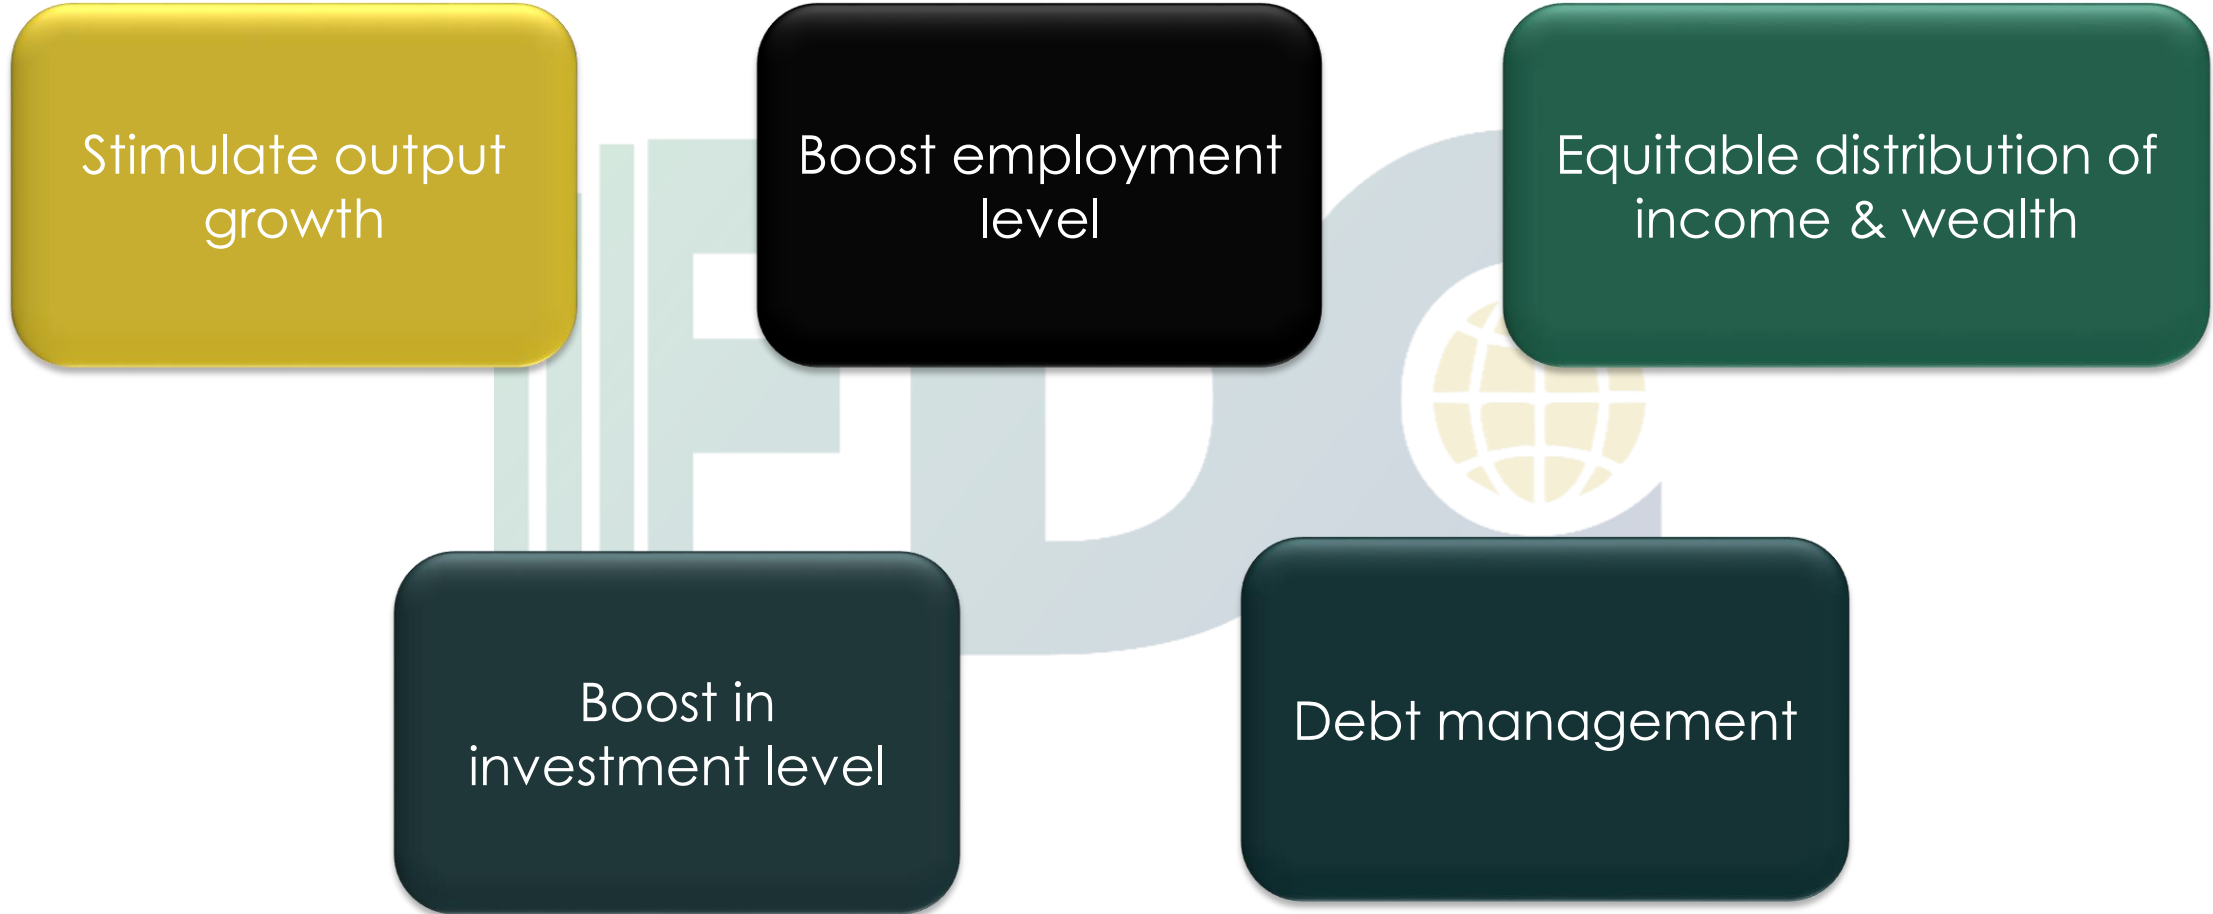 Stimulate output
growth
Boost employment
level
Equitable distribution of
income & wealth
Boost in
investment level
Debt management